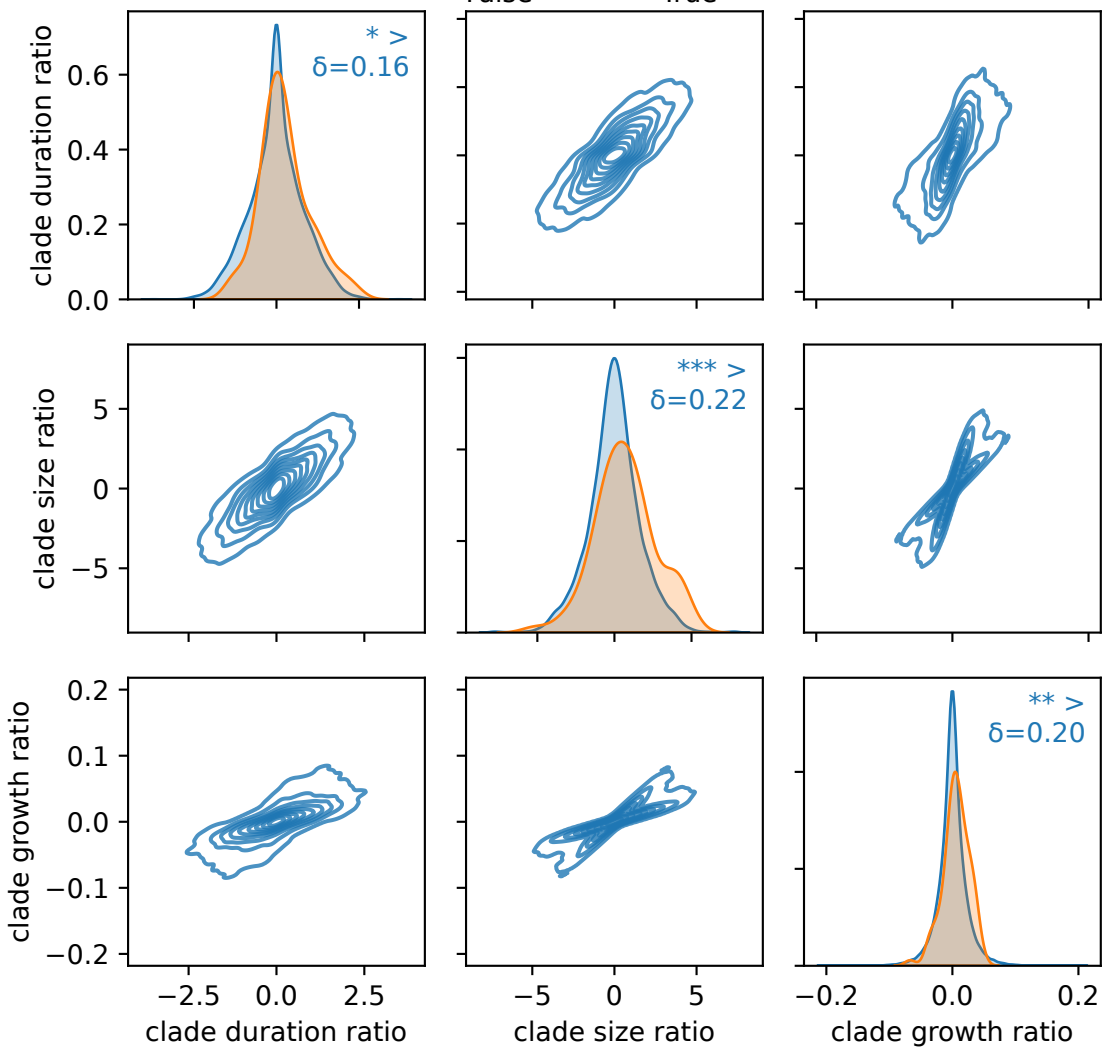 clade duration ratio
0.6
0.4
0.2
0.0
* >
δ=0.16
clade size ratio
5
0
−5
*** >
δ=0.22
clade growth ratio
0.2
0.1
0.0
−0.1
−0.2
** >
δ=0.20
−2.5 0.0 2.5
−5 0 5
−0.2 0.0 0.2
clade duration ratio
clade size ratio
clade growth ratio